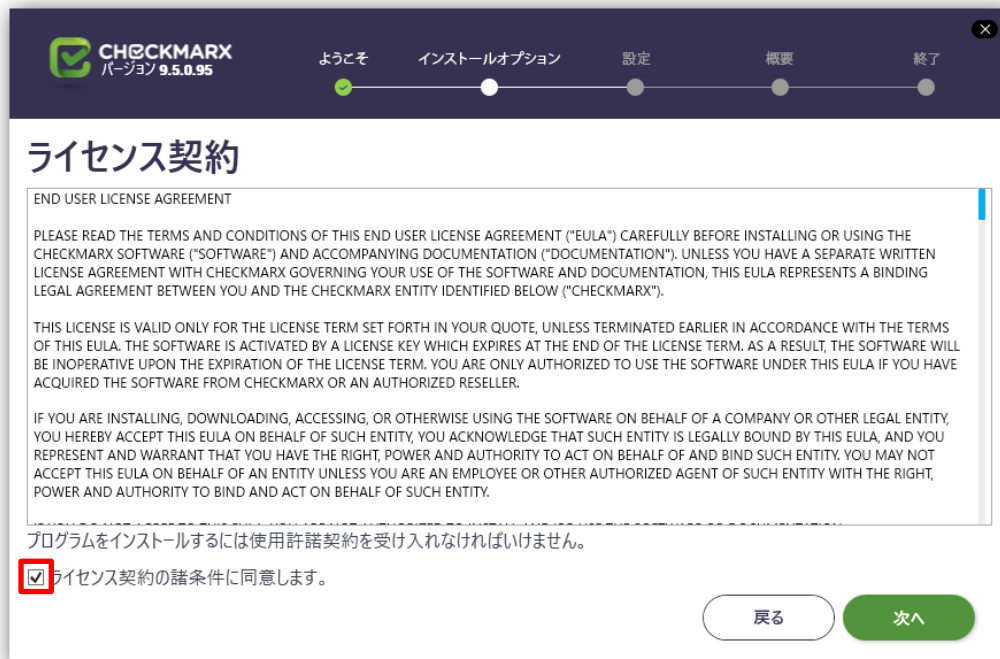 CHECKMARX
バージョン 9.5.0.95
ようこそ
インストールオプション
設定
概要
終了
ライセンス契約
END USER LICENSE AGREEMENT
PLEASE READ THE TERMS AND CONDITIONS OF THIS END USER LICENSE AGREEMENT ("EULA") CAREFULLY BEFORE INSTALLING OR USING THE
CHECKMARX SOFTWARE ("SOFTWARE") AND ACCOMPANYING DOCUMENTATION ("DOCUMENTATION"). UNLESS YOU HAVE A SEPARATE WRITTEN
LICENSE AGREEMENT WITH CHECKMARX GOVERNING YOUR USE OF THE SOFTWARE AND DOCUMENTATION, THIS EULA REPRESENTS A BINDING
LEGAL AGREEMENT BETWEEN YOU AND THE CHECKMARX ENTITY IDENTIFIED BELOW ("CHECKMARX").
THIS LICENSE IS VALID ONLY FOR THE LICENSE TERM SET FORTH IN YOUR QUOTE, UNLESS TERMINATED EARLIER IN ACCORDANCE WITH THE TERMS
OF THIS EULA. THE SOFTWARE IS ACTIVATED BY A LICENSE KEY WHICH EXPIRES AT THE END OF THE LICENSE TERM. AS A RESULT, THE SOFTWARE WILL
BE INOPERATIVE UPON THE EXPIRATION OF THE LICENSE TERM. YOU ARE ONLY AUTHORIZED TO USE THE SOFTWARE UNDER THIS EULA IF YOU HAVE
ACQUIRED THE SOFTWARE FROM CHECKMARX OR AN AUTHORIZED RESELLER.
IF YOU ARE INSTALLING, DOWNLOADING, ACCESSING, OR OTHERWISE USING THE SOFTWARE ON BEHALF OF A COMPANY OR OTHER LEGAL ENTITY,
YOU HEREBY ACCEPT THIS EULA ON BEHALF OF SUCH ENTITY, YOU ACKNOWLEDGE THAT SUCH ENTITY IS LEGALLY BOUND BY THIS EULA, AND YOU
REPRESENT AND WARRANT THAT YOU HAVE THE RIGHT, POWER AND AUTHORITY TO ACT ON BEHALF OF AND BIND SUCH ENTITY. YOU MAY NOT
ACCEPT THIS EULA ON BEHALF OF AN ENTITY UNLESS YOU ARE AN EMPLOYEE OR OTHER AUTHORIZED AGENT OF SUCH ENTITY WITH THE RIGHT,
POWER AND AUTHORITY TO BIND AND ACT ON BEHALF OF SUCH ENTITY.
プログラムをインストールするには使用許諾契約を受け入れなければいけません。
ライセンス契約の諸条件に同意します。
戻る
次へ